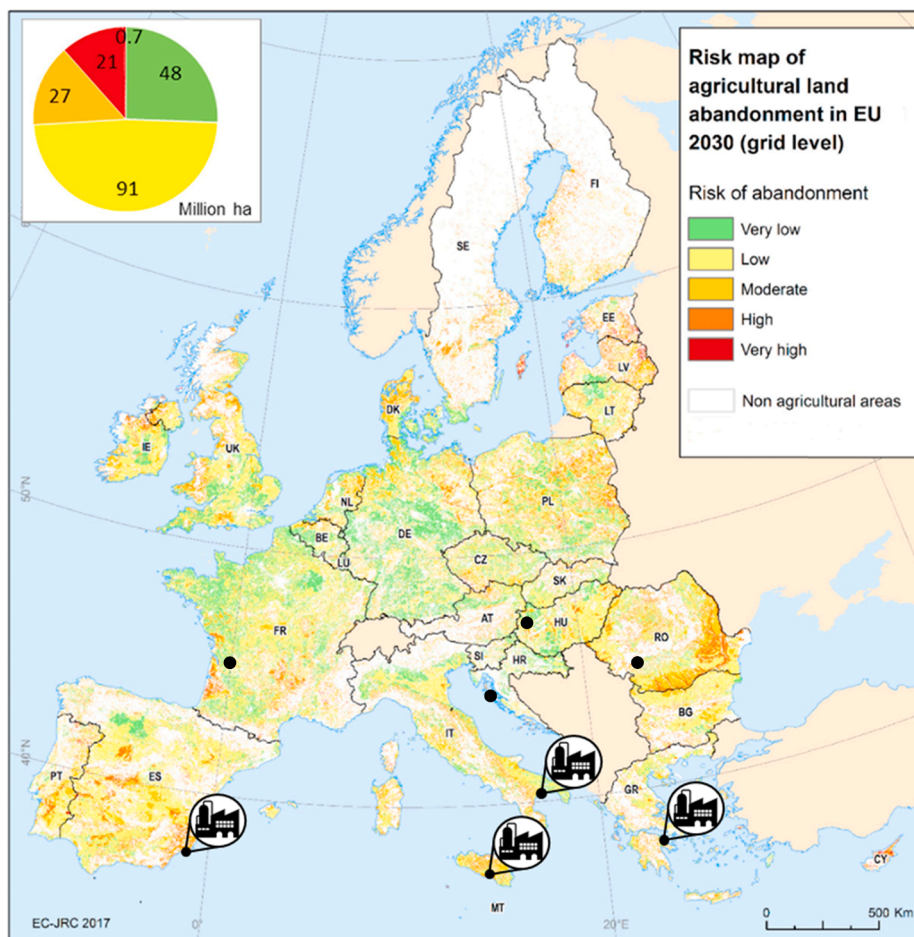 0.7
21
48
27
91
Million ha
Risk map of
agricultural land
abandonment in EU
2030 (grid level)
Risk of abandonment
Very low
Low
Moderate
High
Very high
Non agricultural areas
FI
SE
EE
LV
LT
DK
IE
UK
NL
PL
BE
DE
LU
CZ
SK
FR
AT
HU
RO
SI
HR
IT
BG
PT
ES
GR
CY
MT
50°N
40°N
EC-JRC 2017
0°
20°E
0
500 Km